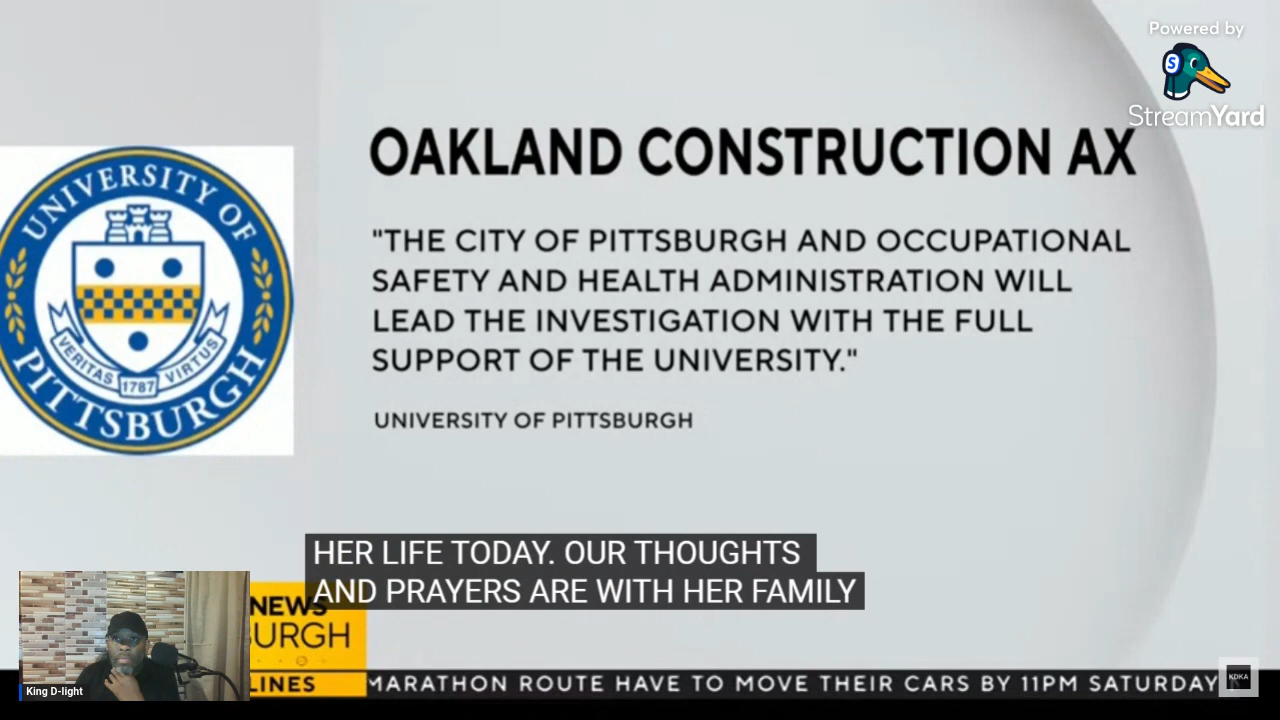 Powered by
StreamYard
OAKLAND CONSTRUCTION AX
"THE CITY OF PITTSBURGH AND OCCUPATIONAL
SAFETY AND HEALTH ADMINISTRATION WILL
LEAD THE INVESTIGATION WITH THE FULL
SUPPORT OF THE UNIVERSITY."
UNIVERSITY OF PITTSBURGH
UNIVERSITY OF
PITTSBURGH
VERITAS 1787 VIRTUS
HER LIFE TODAY. OUR THOUGHTS
AND PRAYERS ARE WITH HER FAMILY
NEWS
BURGH
LINES
MARATHON ROUTE HAVE TO MOVE THEIR CARS BY 11PM SATURDAY
KDKA
King D-light